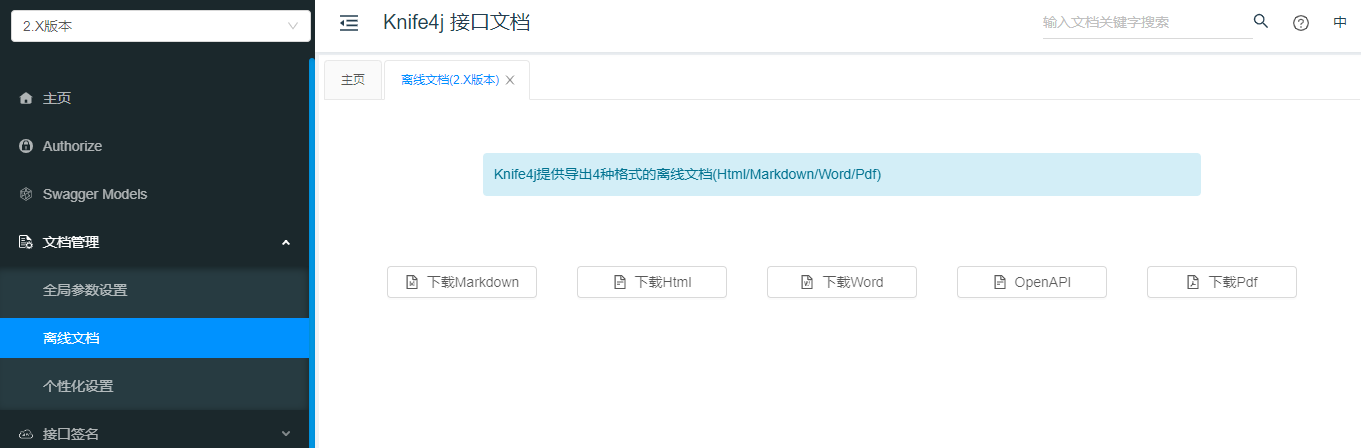 2.X版本
主页
Authorize
Swagger Models
文档管理
全局参数设置
离线文档
个性化设置
接口签名
Knife4j 接口文档
输入文档关键字搜索
中
主页
离线文档(2.X版本)
Knife4j提供导出4种格式的离线文档(Html/Markdown/Word/Pdf)
下载Markdown
下载Html
下载Word
OpenAPI
下载Pdf